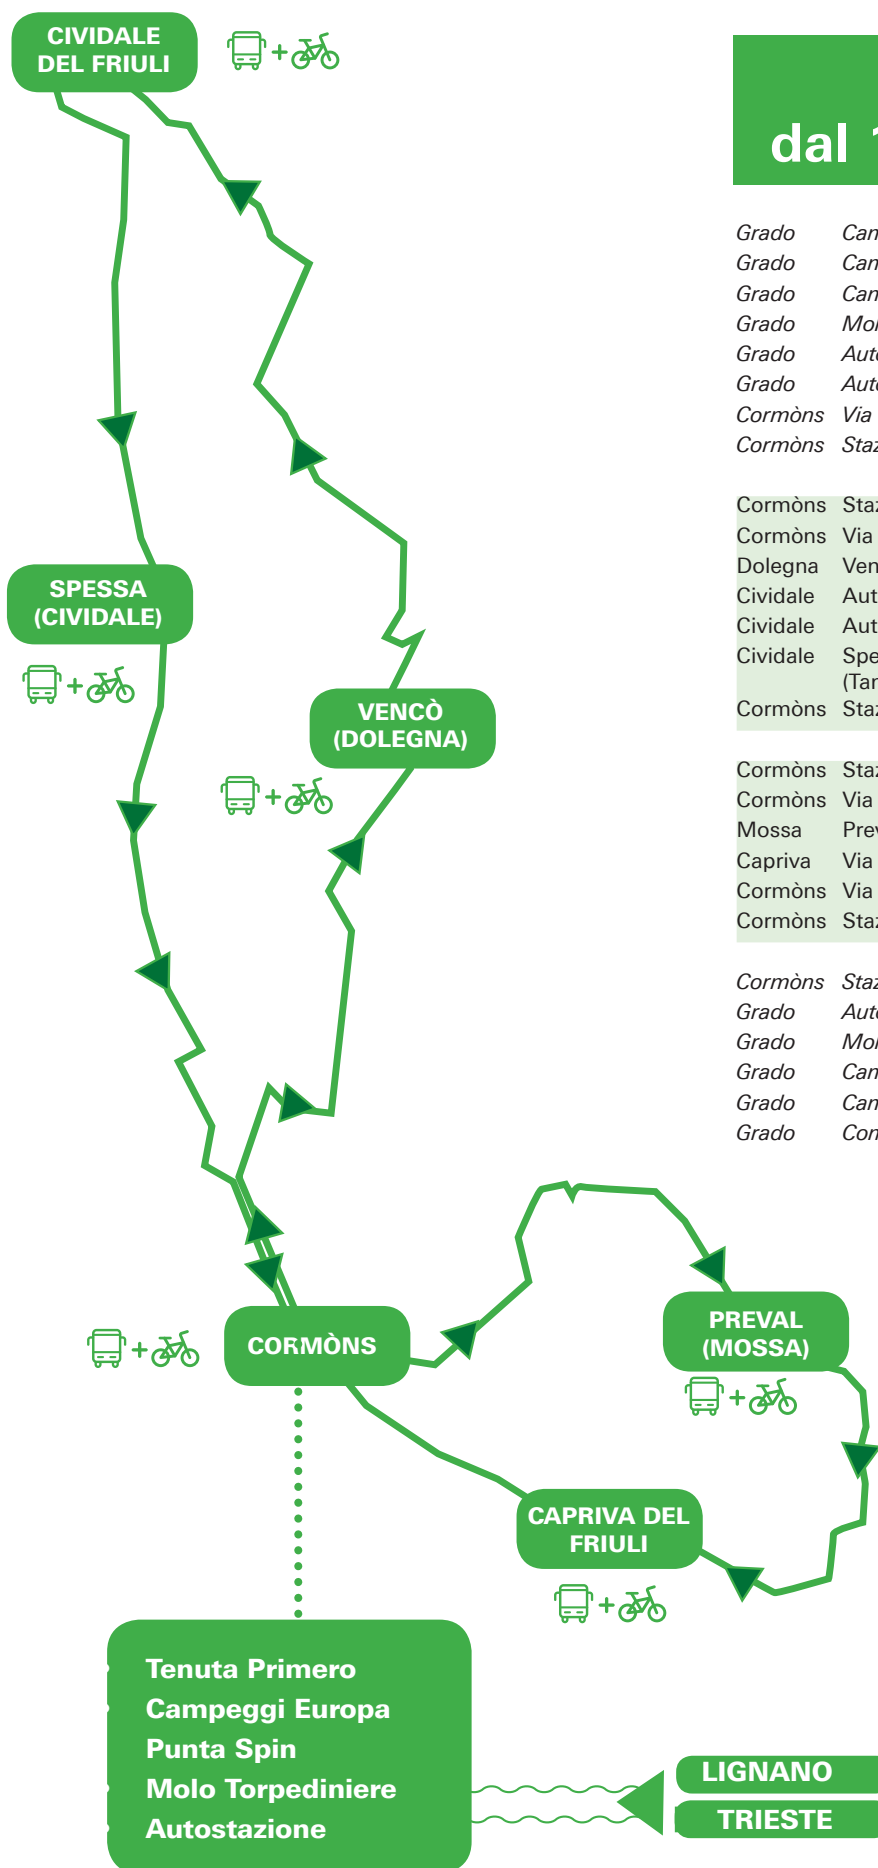 CIVIDALE
DEL FRIULI
dal
Grado
Grado
Grado
Grado
Grado
Grado
Cormòns Via
Cormòns
Cormòns
Cormòns Via
Dolegna
Cividale
Cividale
Cividale
Cormòns
SPESSA
(CIVIDALE)
VENCÒ
(DOLEGNA)
Cormòns
Cormòns Via
Mossa
Capriva Via
Cormòns Via
Cormòns
Cormòns
Grado
Grado
Grado
Grado
Grado
CORMÒNS
PREVAL
(MOSSA)
CAPRIVA DEL
FRIULI
Tenuta Primero
Campeggi Europa
Punta Spin
Molo Torpediniere
Autostazione
LIGNANO
TRIESTE